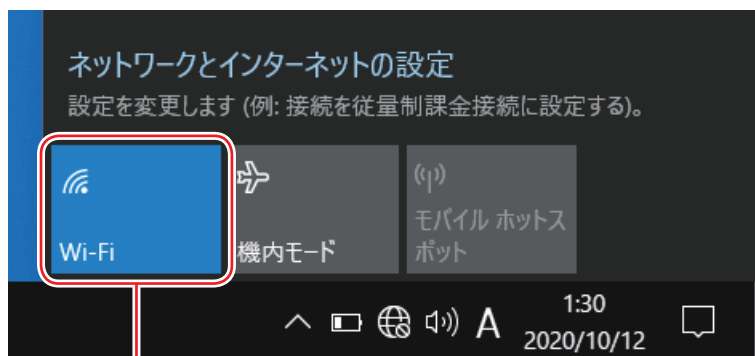 ネットワークとインターネットの設定
設定を変更します (例: 接続を従量制課金接続に設定する)。
Wi-Fi
機内モード
モバイル ホットス
ポット
A
1:30
2020/10/12